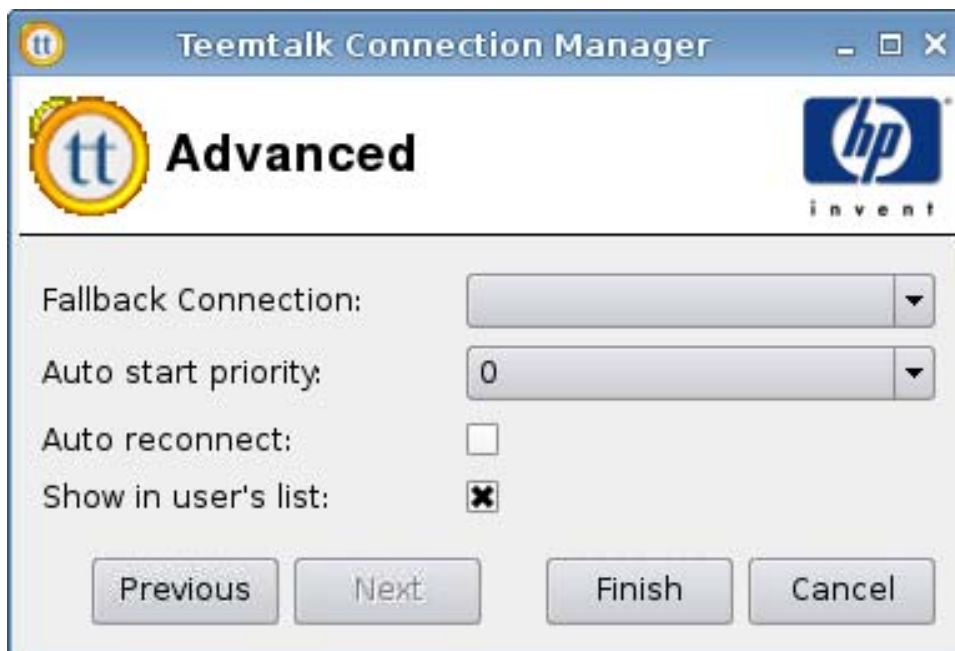 tt Teemtalk Connection Manager
tt Advanced hp
invent
Fallback Connection:
Auto start priority: 0
Auto reconnect:
Show in user's list:
Previous Next Finish Cancel